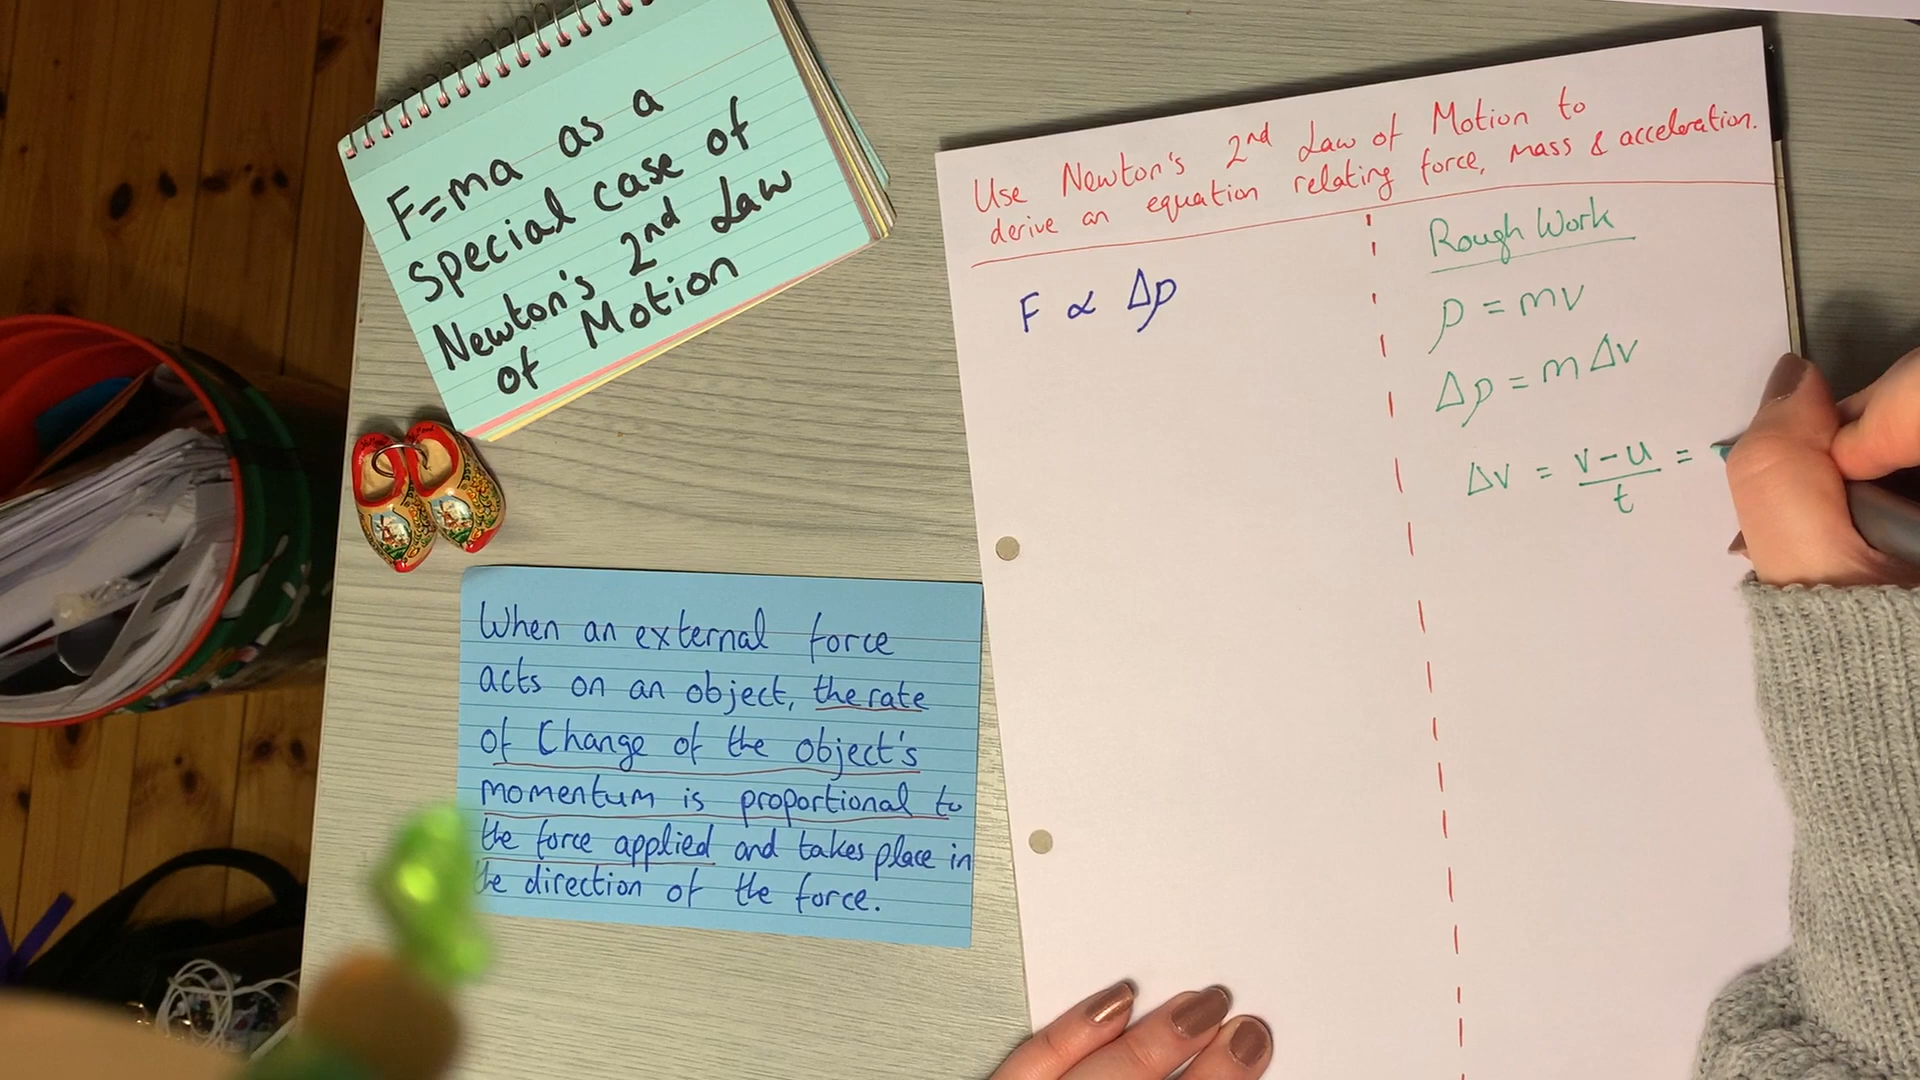 F=ma as a
special case of
Newton's 2nd Law
of Motion
Use Newton's 2nd Law of Motion to
derive an equation relating force, mass & acceleration.
F ∝ Δp
Rough Work
p = mv
Δp = m Δv
Δv = v-u/t =
When an external force
acts on an object, the rate
of Change of the object's
momentum is proportional to
the force applied and takes place in
the direction of the force.